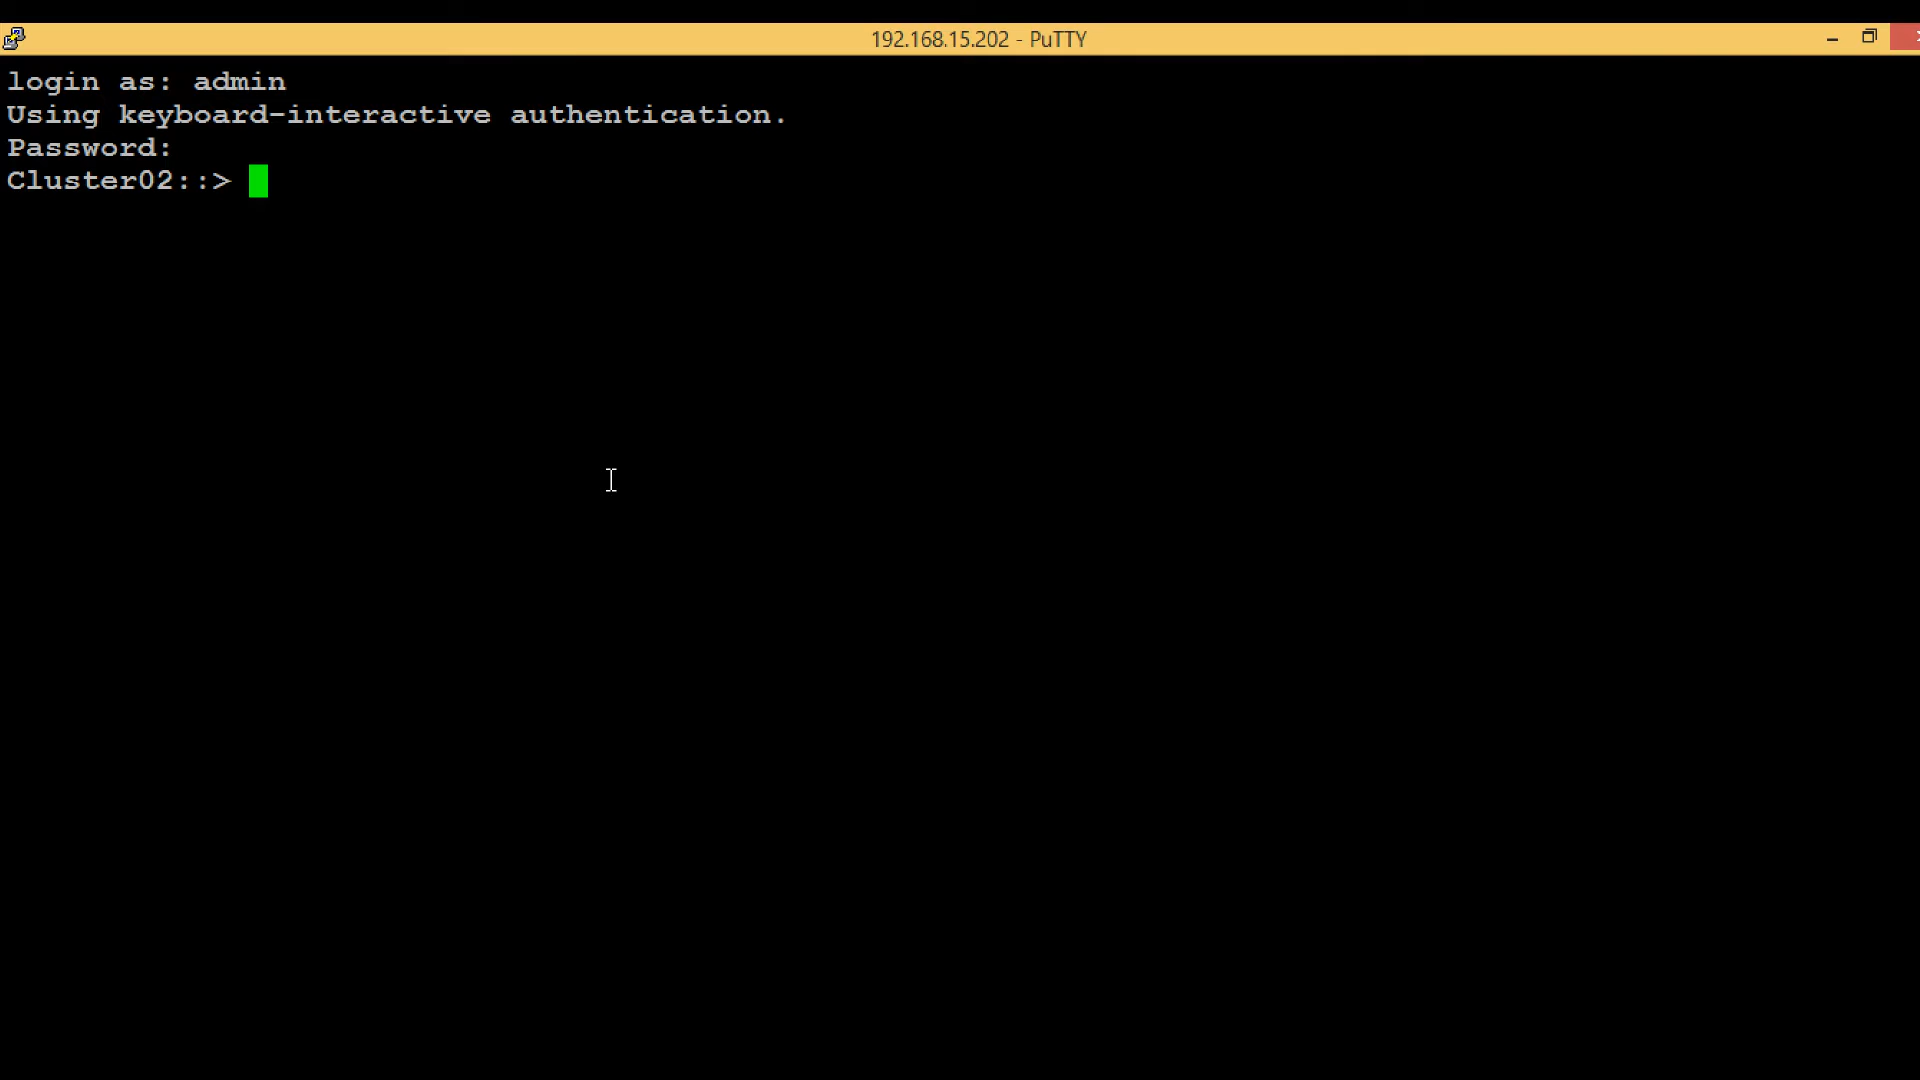 192.168.15.202 - PuTTY
login as: admin
Using keyboard-interactive authentication.
Password:
Cluster02::>